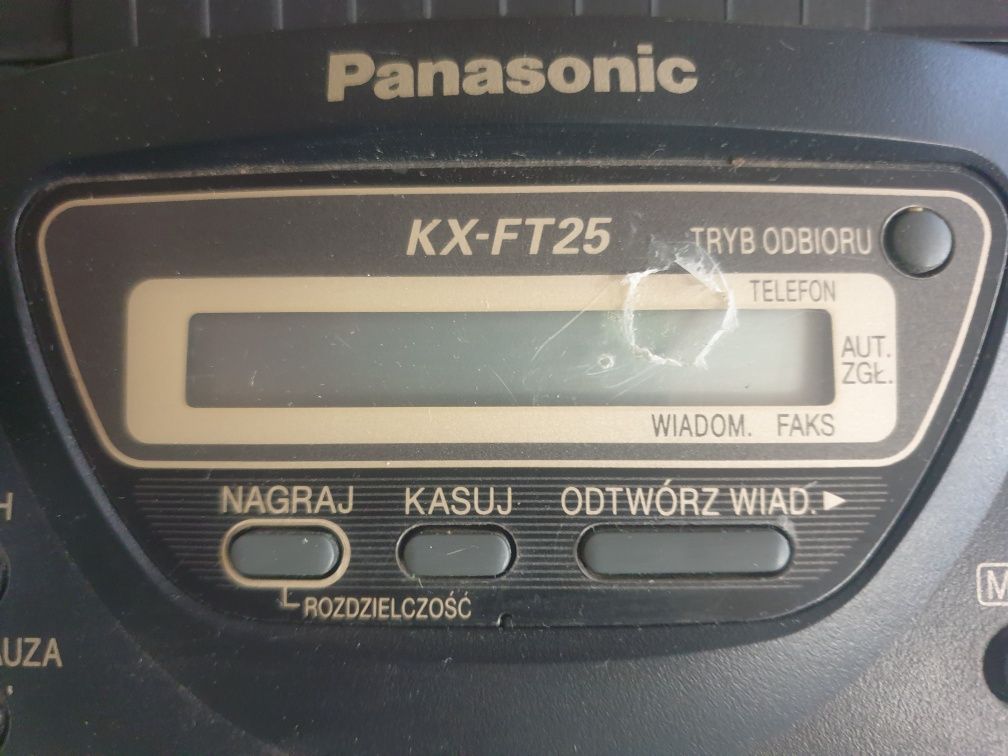 Panasonic
KX-FT25
TRYB ODBIORU
TELEFON
AUT.
ZGŁ.
WIADOM. FAKS
NAGRAJ KASUJ ODTWÓRZ WIAD. ►
ROZDZIELCZOŚĆ